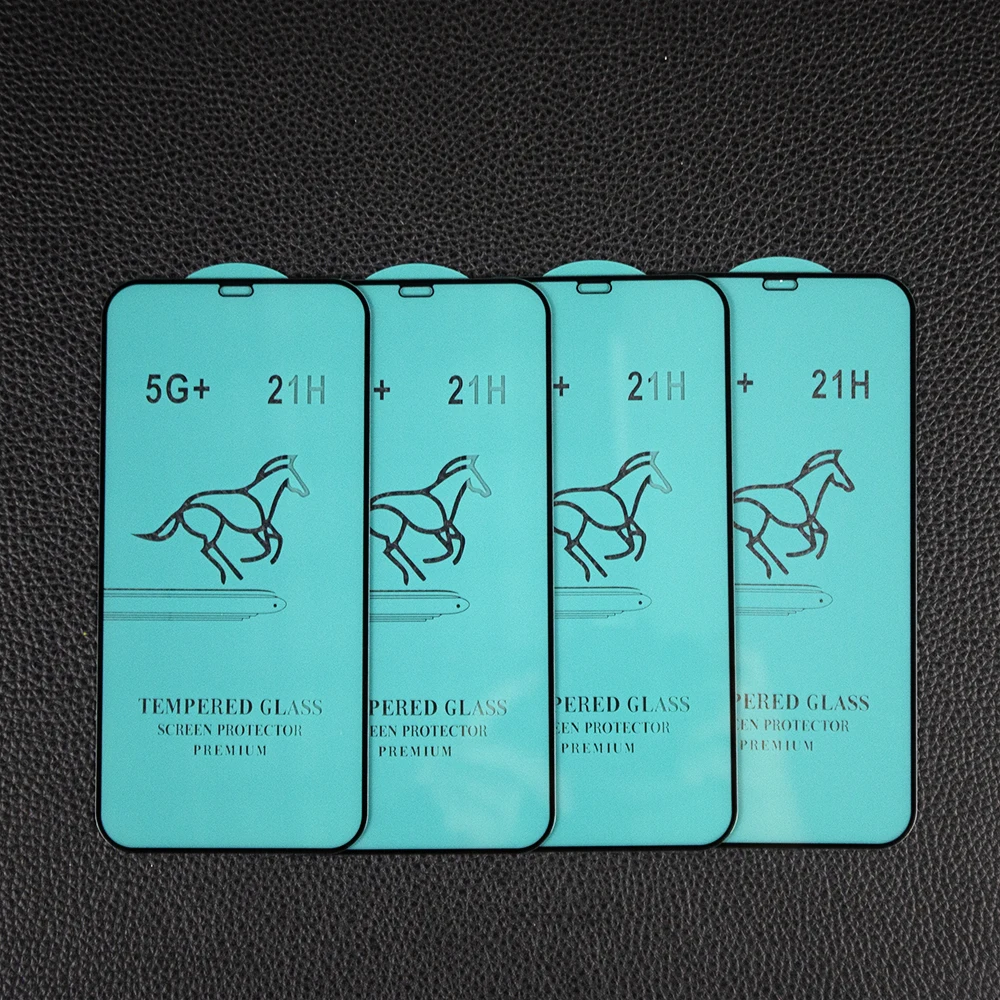 5G+ 21H
TEMPERED GLASS
SCREEN PROTECTOR
PREMIUM
+ 21H
PERED GLASS
EEN PROTECTOR
PREMIUM
+ 21H
PERED GLASS
EEN PROTECTOR
PREMIUM
+ 21H
PERED GLASS
EEN PROTECTOR
PREMIUM